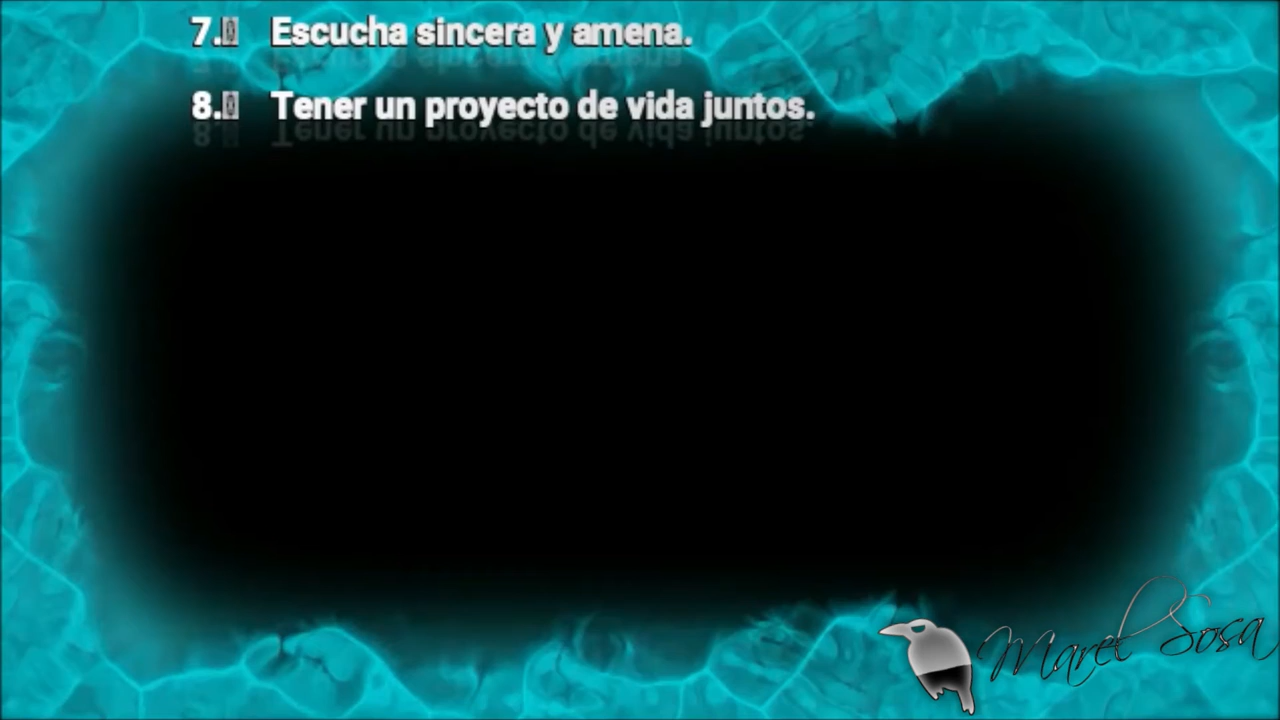 7. Escucha sincera y amena.
8. Tener un proyecto de vida juntos.
Marel Sosa